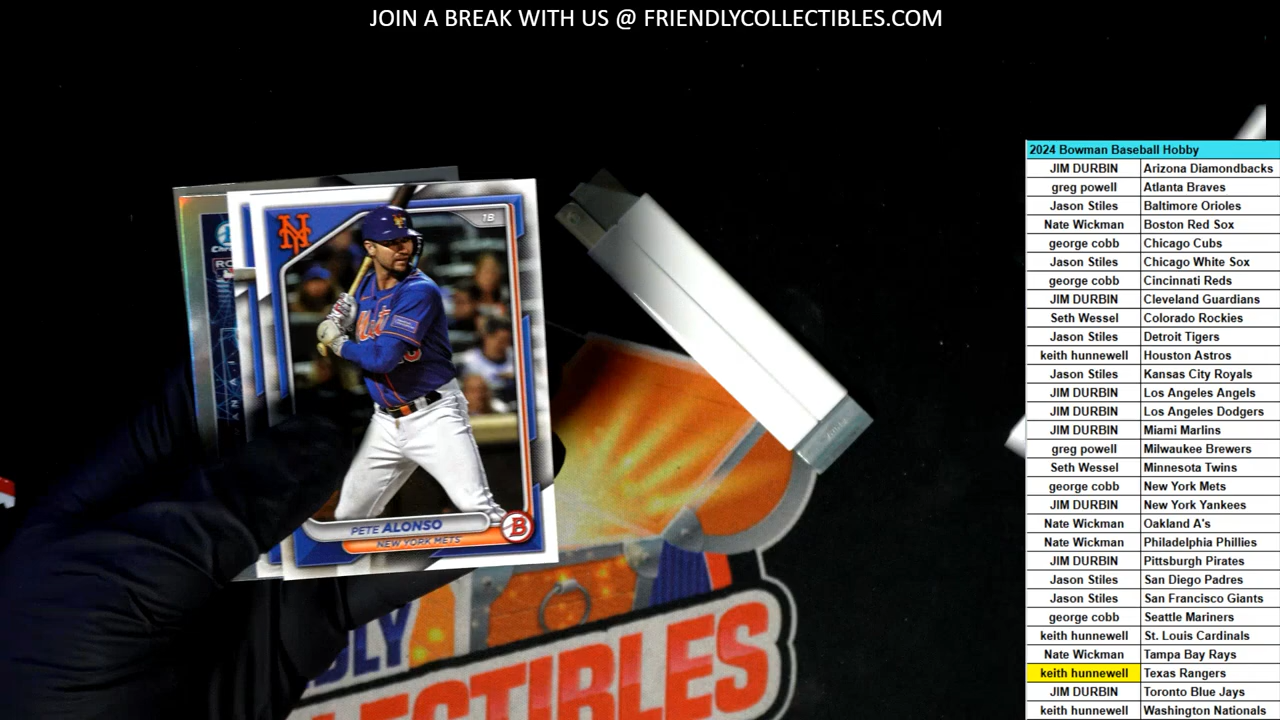 JOIN A BREAK WITH US @ FRIENDLYCOLLECTIBLES.COM
2024 Bowman Baseball Hobby
JIM DURBIN Arizona Diamondbacks
greg powell Atlanta Braves
Jason Stiles Baltimore Orioles
Nate Wickman Boston Red Sox
george cobb Chicago Cubs
Jason Stiles Chicago White Sox
george cobb Cincinnati Reds
JIM DURBIN Cleveland Guardians
Seth Wessel Colorado Rockies
Jason Stiles Detroit Tigers
keith hunnewell Houston Astros
Jason Stiles Kansas City Royals
JIM DURBIN Los Angeles Angels
JIM DURBIN Los Angeles Dodgers
JIM DURBIN Miami Marlins
greg powell Milwaukee Brewers
Seth Wessel Minnesota Twins
george cobb New York Mets
JIM DURBIN New York Yankees
Nate Wickman Oakland A's
Nate Wickman Philadelphia Phillies
JIM DURBIN Pittsburgh Pirates
Jason Stiles San Diego Padres
Jason Stiles San Francisco Giants
george cobb Seattle Mariners
keith hunnewell St. Louis Cardinals
Nate Wickman Tampa Bay Rays
keith hunnewell Texas Rangers
JIM DURBIN Toronto Blue Jays
keith hunnewell Washington Nationals
NY
1B
Mets
PETE ALONSO
NEW YORK METS
B
DLY
LECTIBLES